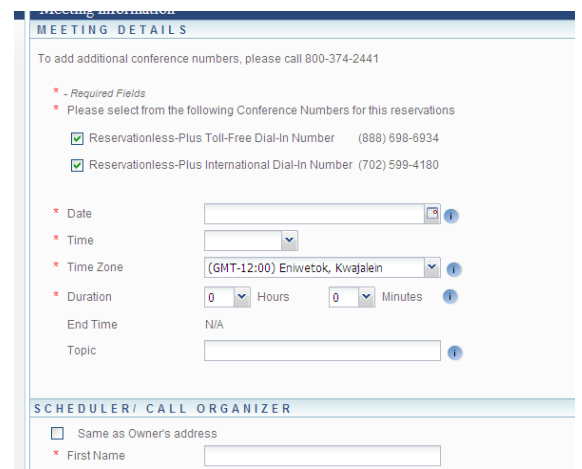 Meeting Information
MEETING DETAILS
To add additional conference numbers, please call 800-374-2441
* - Required Fields
* Please select from the following Conference Numbers for this reservations
Reservationless-Plus Toll-Free Dial-In Number (888) 698-6934
Reservationless-Plus International Dial-In Number (702) 599-4180
* Date
* Time
* Time Zone (GMT-12:00) Eniwetok, Kwajalein
* Duration 0 Hours 0 Minutes
End Time N/A
Topic
SCHEDULER/ CALL ORGANIZER
Same as Owner's address
* First Name